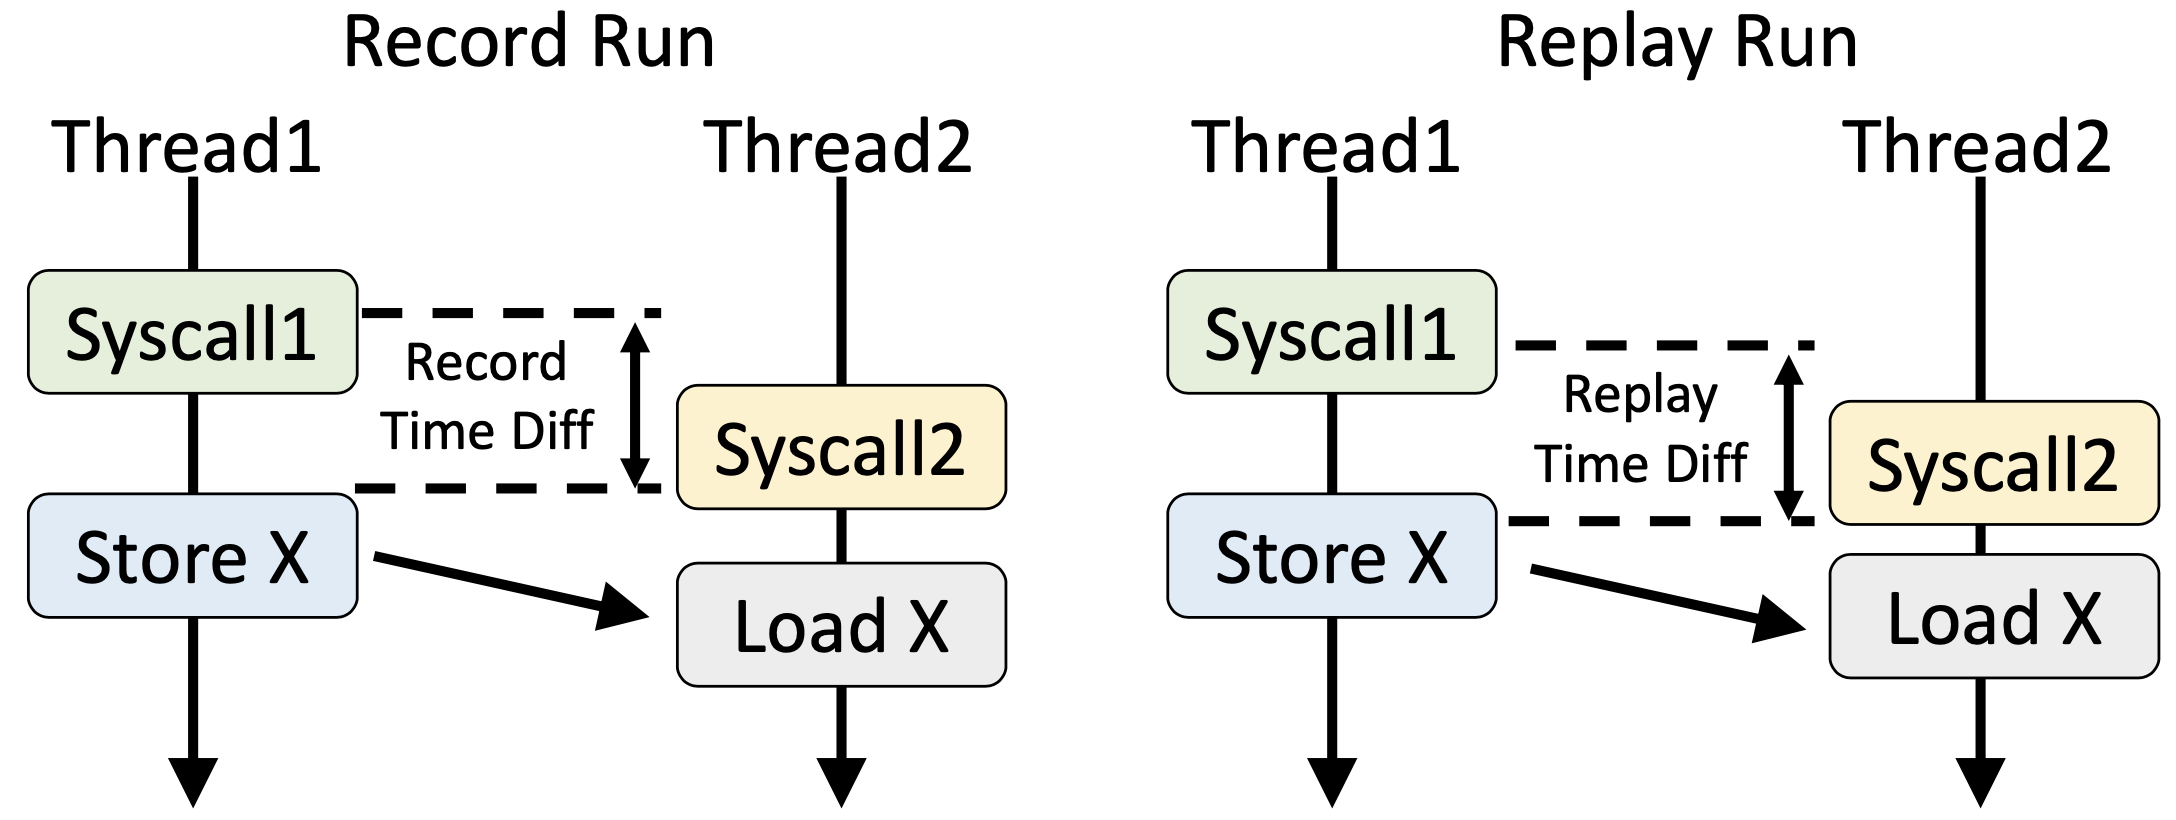 Record Run
Thread1
Thread2
Syscall1
Record
Time Diff
Syscall2
Store X
Load X
Replay Run
Thread1
Thread2
Syscall1
Replay
Time Diff
Syscall2
Store X
Load X